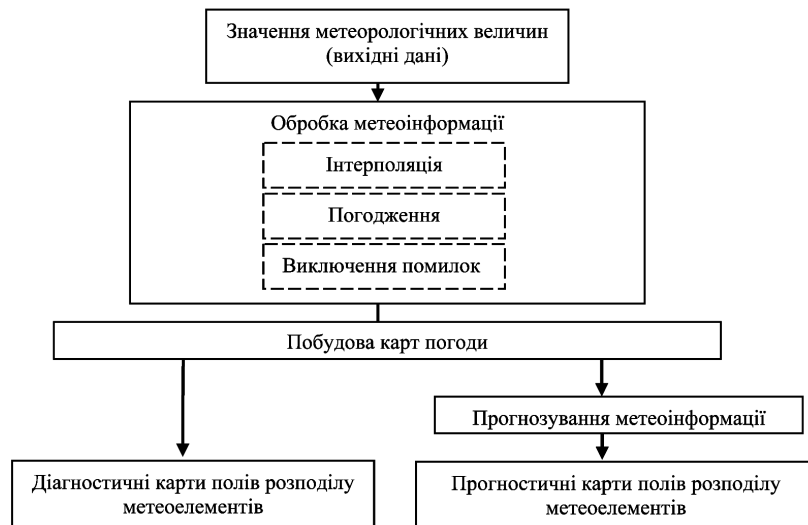 Значення метеорологічних величин
(вихідні дані)
Обробка метеоінформації
Інтерполяція
Погодження
Виключення помилок
Побудова карт погоди
Прогнозування метеоінформації
Діагностичні карти полів розподілу
метеоелементів
Прогностичні карти полів розподілу
метеоелементів